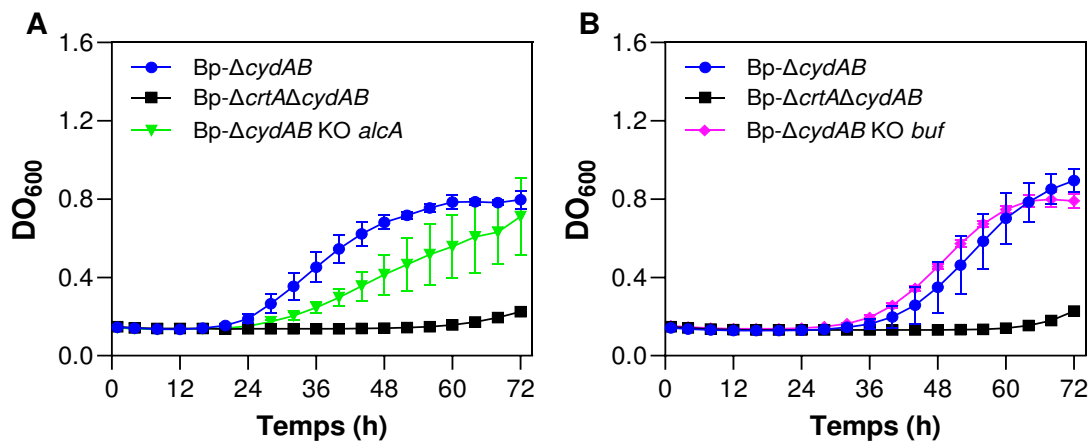 A
1.6
1.2
0.8
0.4
0.0
DO600
Bp-ΔcydAB
Bp-ΔcrtAΔcydAB
Bp-ΔcydAB KO alcA
0 12 24 36 48 60 72
Temps (h)
B
1.6
1.2
0.8
0.4
0.0
DO600
Bp-ΔcydAB
Bp-ΔcrtAΔcydAB
Bp-ΔcydAB KO buf
0 12 24 36 48 60 72
Temps (h)